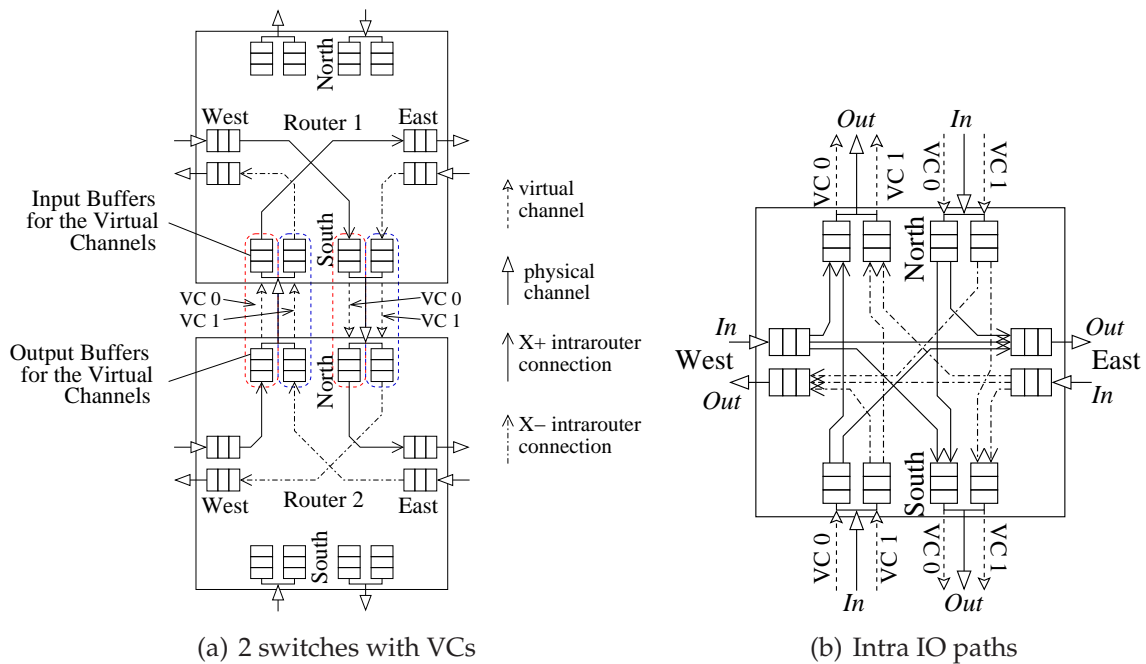 North
West
Router 1
East
Input Buffers
for the Virtual
Channels
South
virtual
channel
physical
channel
VC 0
VC 1
VC 0
VC 1
Output Buffers
for the Virtual
Channels
North
X+ intrarouter
connection
X− intrarouter
connection
West
Router 2
East
South
(a) 2 switches with VCs
Out
In
VC 0
VC 1
VC 0
VC 1
North
In
West
Out
Out
East
In
South
VC 0
VC 1
VC 0
VC 1
In
Out
(b) Intra IO paths